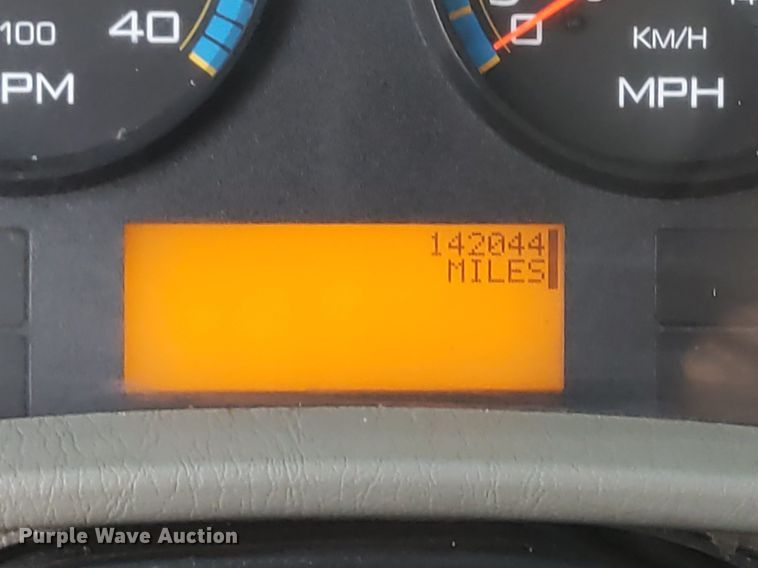 100
40
PM
0
KM/H
MPH
142044
MILES
Purple Wave Auction